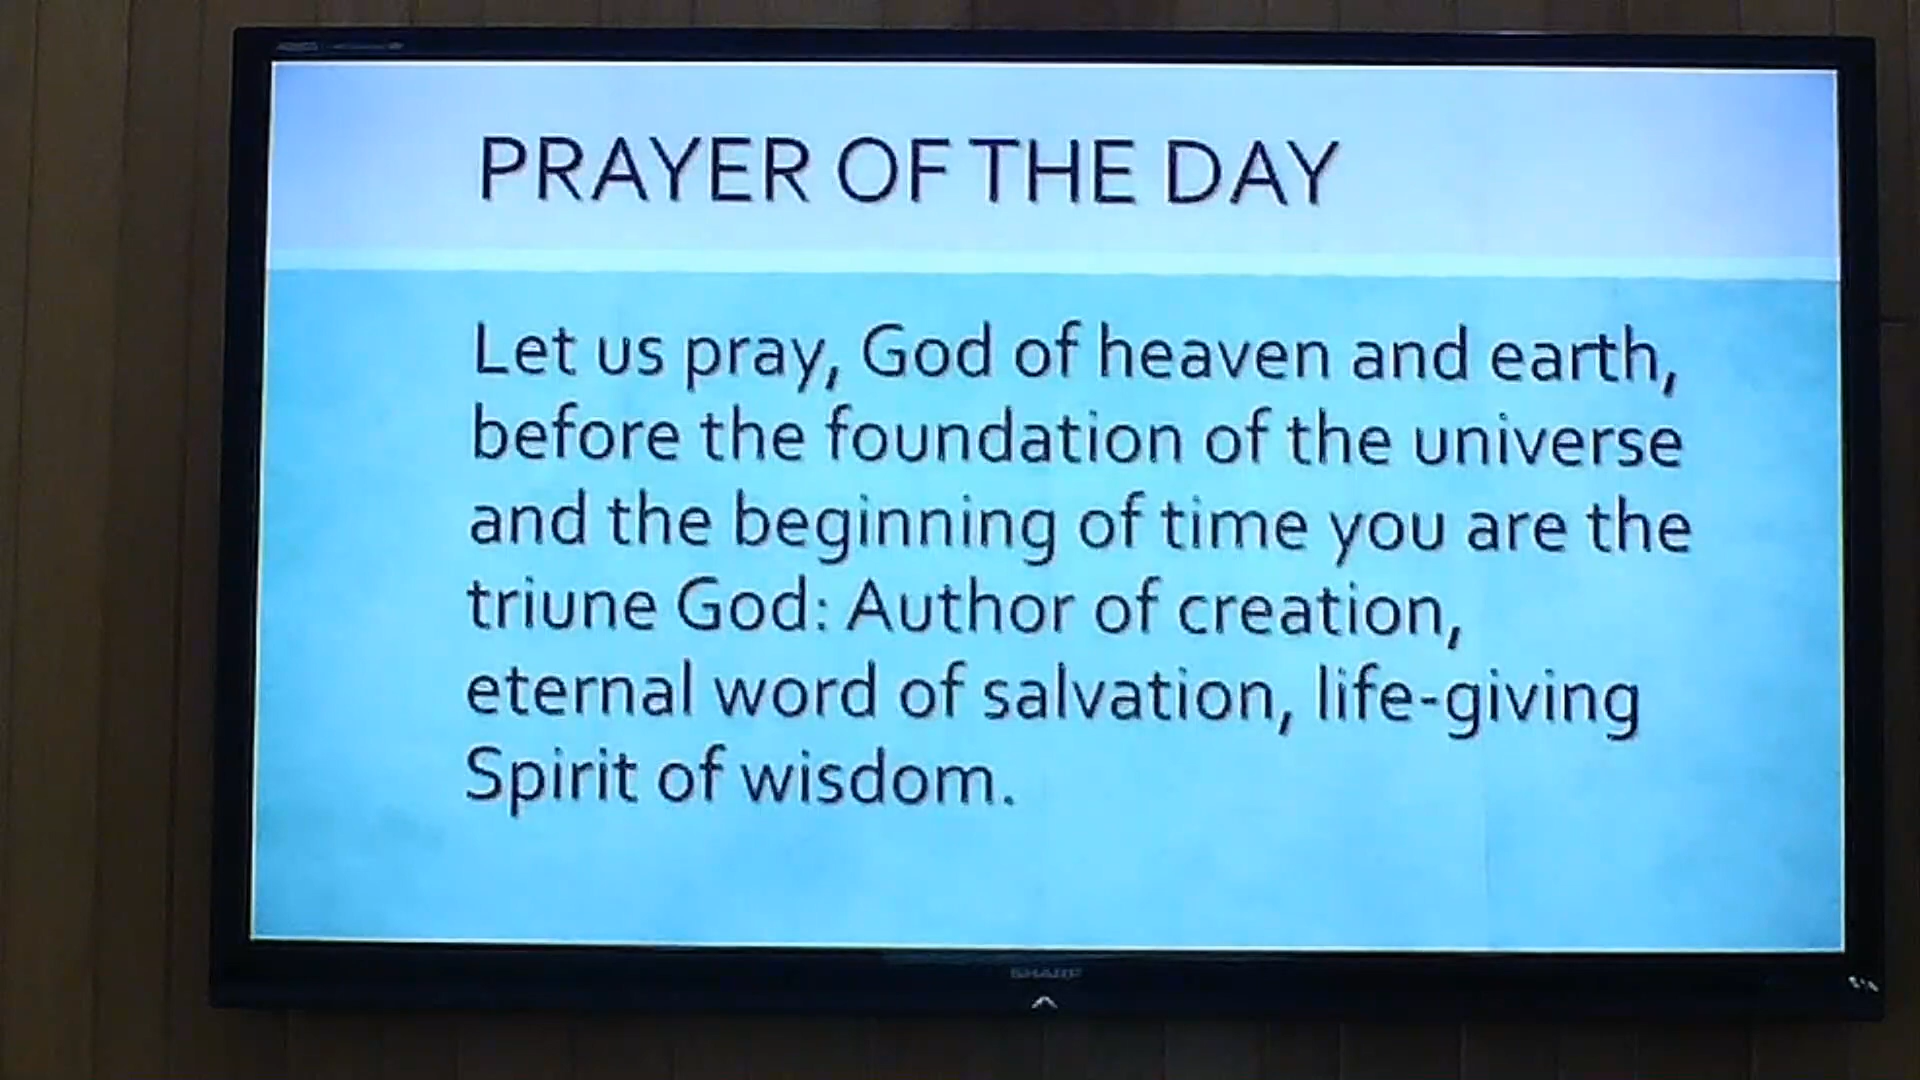 PRAYER OF THE DAY
Let us pray, God of heaven and earth,
before the foundation of the universe
and the beginning of time you are the
triune God: Author of creation,
eternal word of salvation, life-giving
Spirit of wisdom.
SHARP